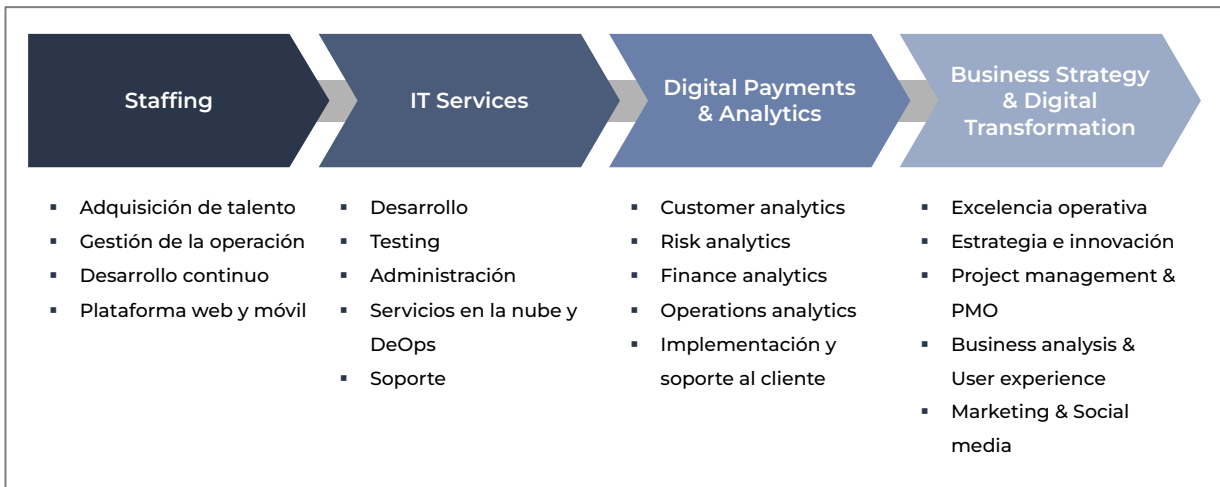 Staffing
IT Services
Digital Payments
& Analytics
Business Strategy
& Digital
Transformation
▪ Adquisición de talento
▪ Gestión de la operación
▪ Desarrollo continuo
▪ Plataforma web y móvil
▪ Desarrollo
▪ Testing
▪ Administración
▪ Servicios en la nube y
DeOps
▪ Soporte
▪ Customer analytics
▪ Risk analytics
▪ Finance analytics
▪ Operations analytics
▪ Implementación y
soporte al cliente
▪ Excelencia operativa
▪ Estrategia e innovación
▪ Project management &
PMO
▪ Business analysis &
User experience
▪ Marketing & Social
media